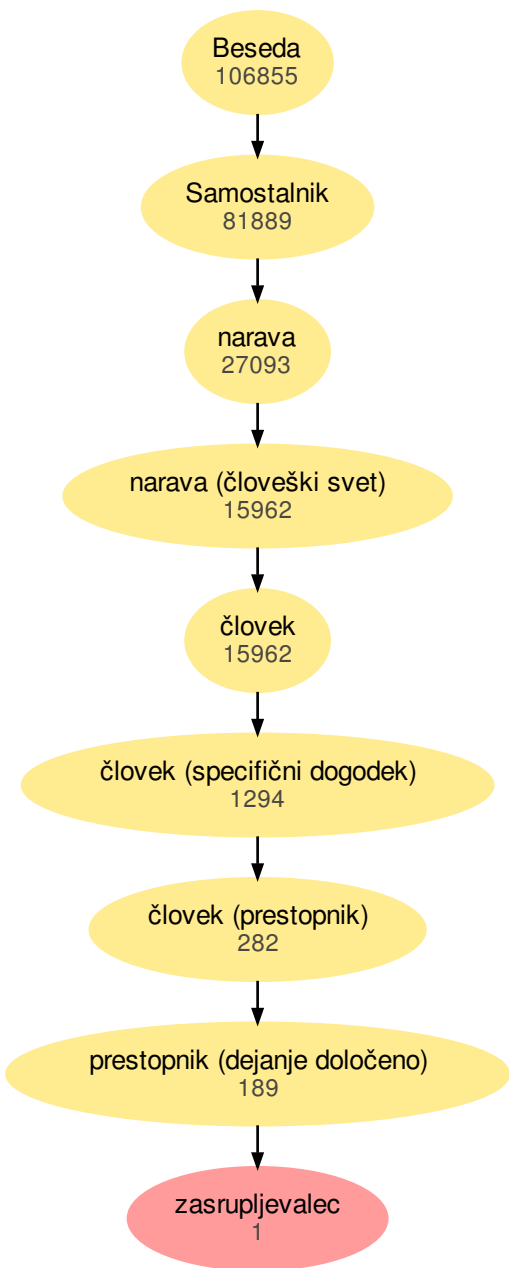 Beseda
106855
Samostalnik
81889
narava
27093
narava (človeški svet)
15962
človek
15962
človek (specifični dogodek)
1294
človek (prestopnik)
282
prestopnik (dejanje določeno)
189
zasrupljevalec
1